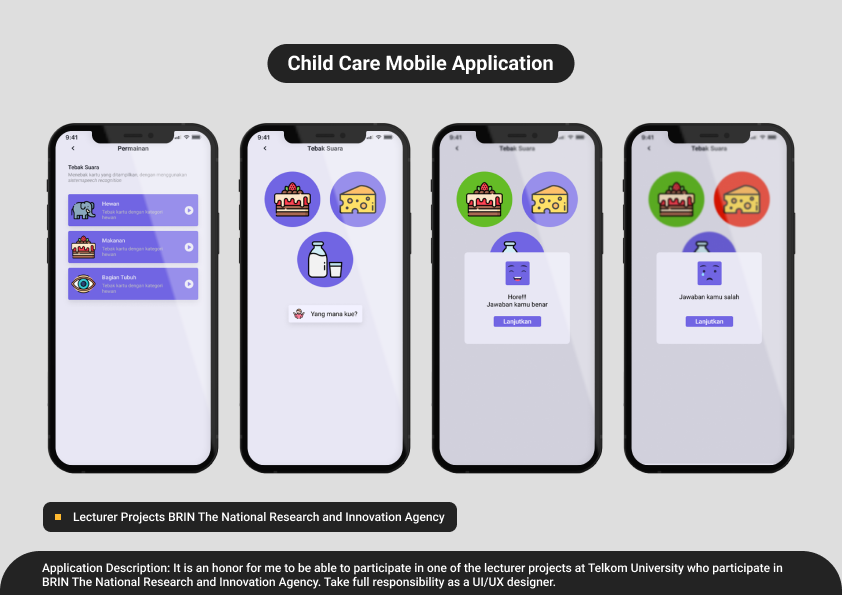 Child Care Mobile Application
9:41
Permainan
Tebak Suara
Menebak kartu yang ditampilkan, dengan menggunakan
Hewan
Tebak kartu dengan kategori
hewan
Makanan
Tebak kartu dengan kategori
hewan
Bagian Tubuh
Tebak kartu dengan kategori
hewan
9:41
Tebak Suara
Yang mana kue?
9:41
Tebak Suara
Hore!!!
Jawaban kamu benar
Lanjutkan
9:41
Tebak Suara
Jawaban kamu salah
Lanjutkan
Lecturer Projects BRIN The National Research and Innovation Agency
Application Description: It is an honor for me to be able to participate in one of the lecturer projects at Telkom University who participate in
BRIN The National Research and Innovation Agency. Take full responsibility as a UI/UX designer.